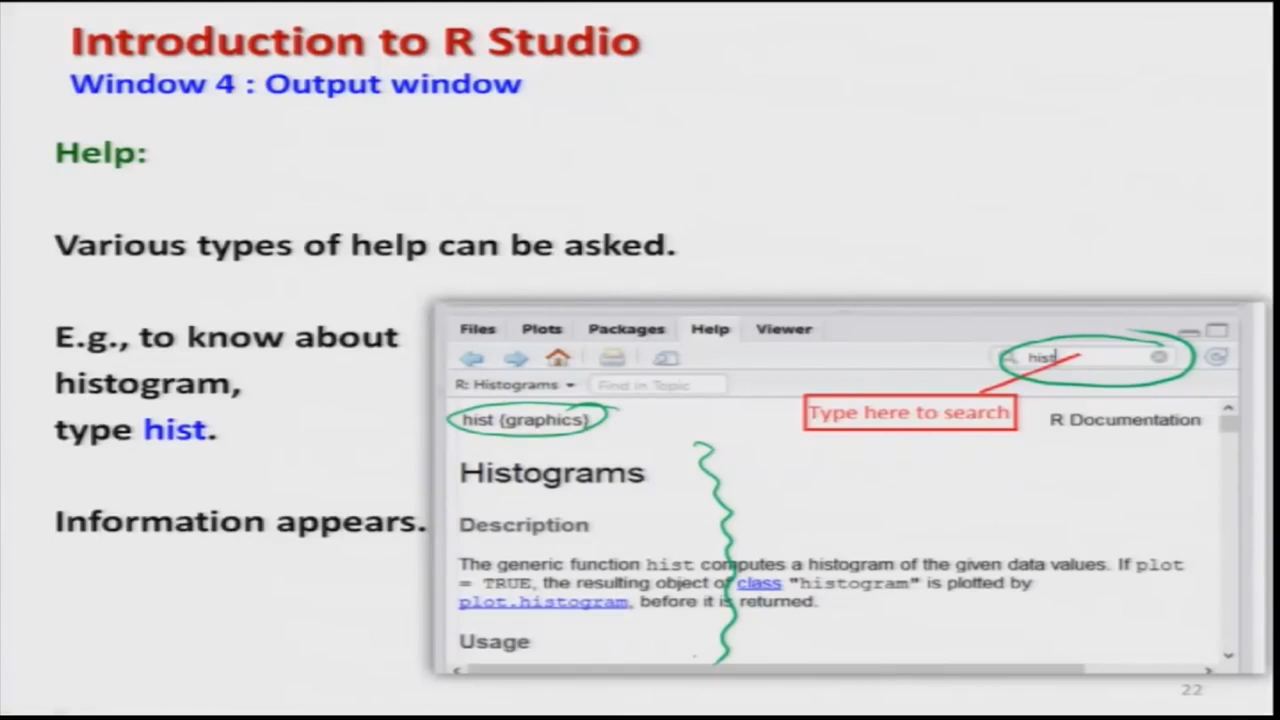 Introduction to R Studio
Window 4 : Output window
Help:
Various types of help can be asked.
E.g., to know about
histogram,
type hist.
Information appears.
Files Plots Packages Help Viewer
hist
R: Histograms Find in Topic
Type here to search
hist {graphics} R Documentation
Histograms
Description
The generic function hist computes a histogram of the given data values. If plot
= TRUE, the resulting object of class "histogram" is plotted by
plot.histogram, before it is returned.
Usage
22